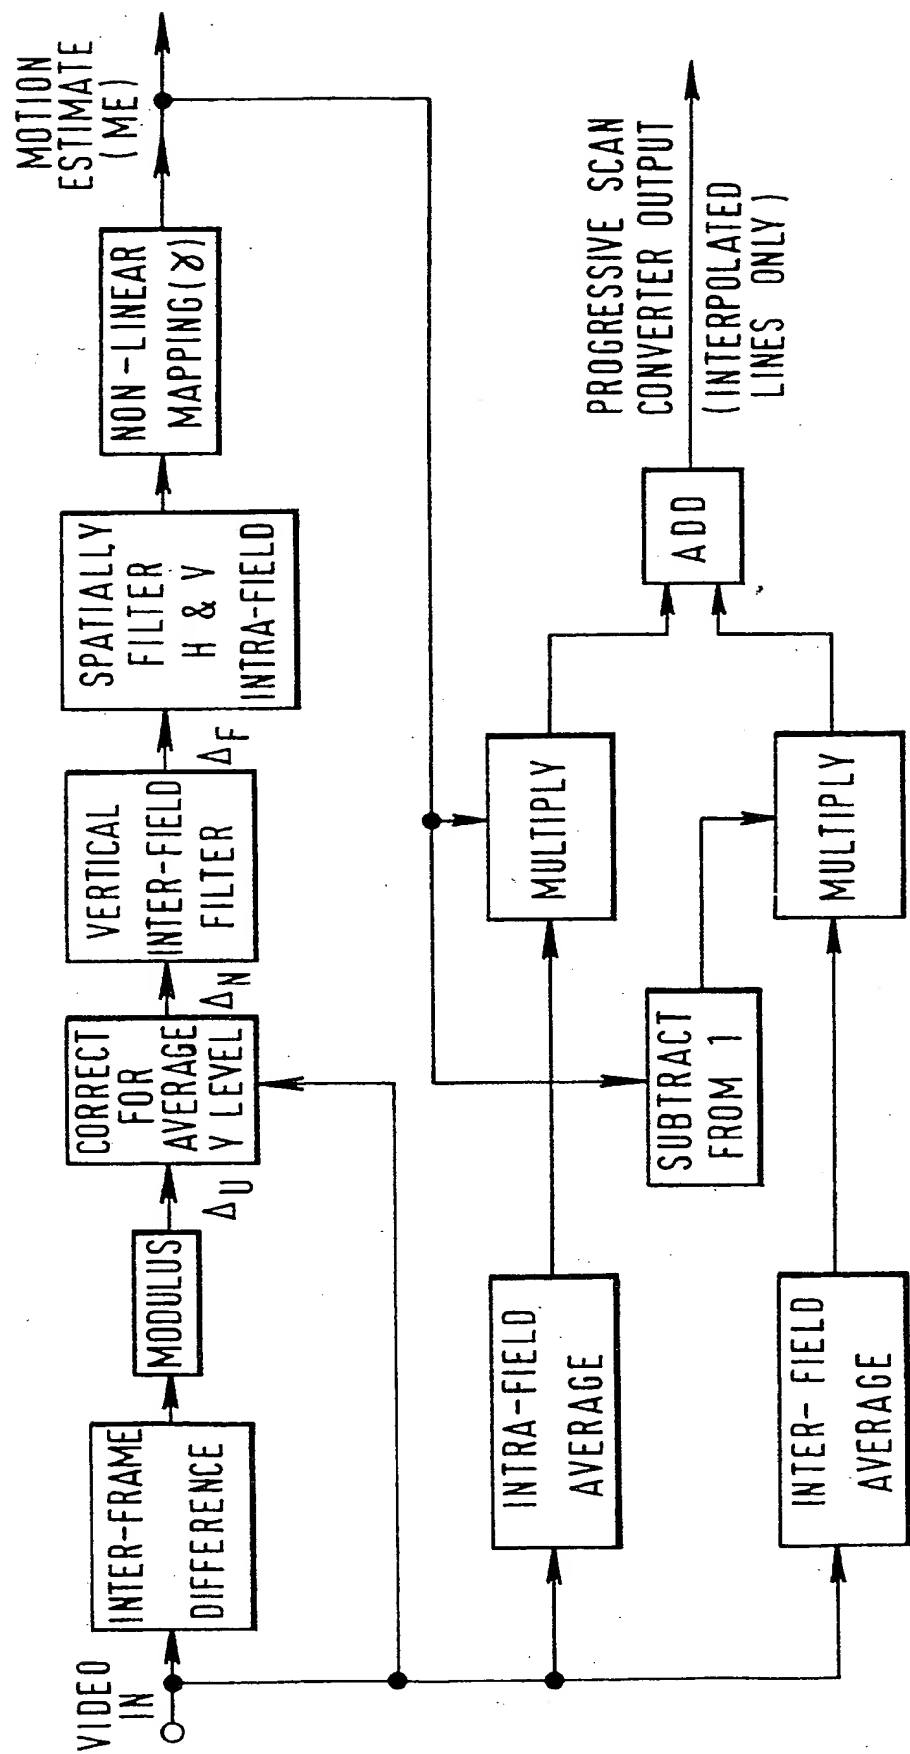 VIDEO
IN
INTER-FRAME
DIFFERENCE
MODULUS
ΔU
CORRECT
FOR
AVERAGE
Y LEVEL
ΔN
VERTICAL
INTER-FIELD
FILTER
ΔF
SPATIALLY
FILTER
H & V
INTRA-FIELD
NON-LINEAR
MAPPING (γ)
MOTION
ESTIMATE
(ME)
INTRA-FIELD
AVERAGE
MULTIPLY
SUBTRACT
FROM 1
INTER-FIELD
AVERAGE
MULTIPLY
ADD
PROGRESSIVE SCAN
CONVERTER OUTPUT
(INTERPOLATED
LINES ONLY)